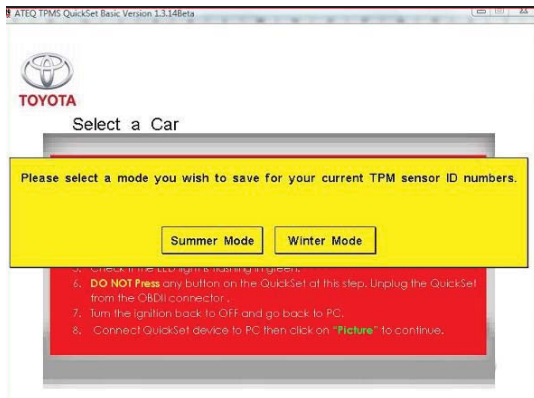 ATEQ TPMS QuickSet Basic Version 1.3.14Beta
TOYOTA
Select a Car
Please select a mode you wish to save for your current TPM sensor ID numbers.
Summer Mode Winter Mode
5. Check if the LED light is flashing in green.
6. DO NOT Press any button on the QuickSet at this step. Unplug the QuickSet
from the OBDII connector .
7. Turn the ignition back to OFF and go back to PC.
8. Connect QuickSet device to PC then click on "Picture" to continue.